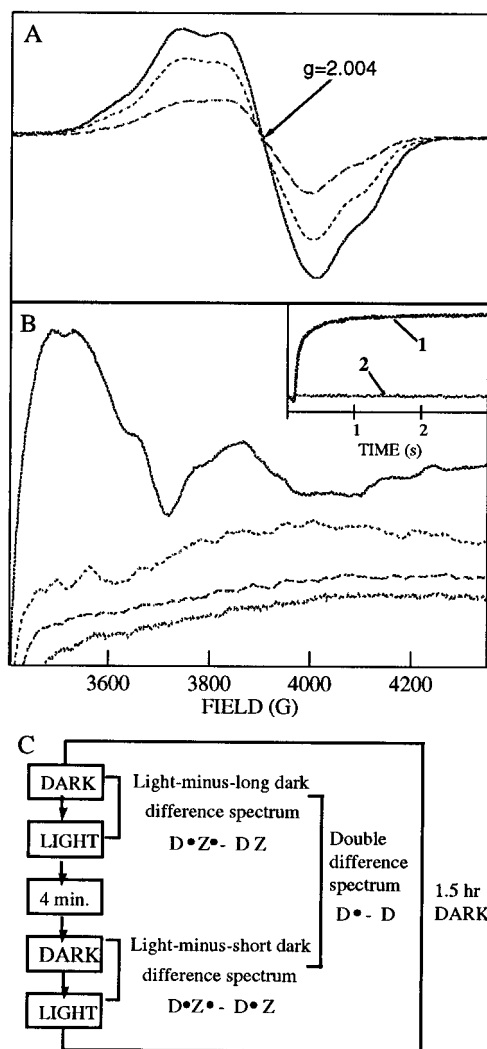 A
g=2.004
B
1
2
1 2
TIME (s)
3600 3800 4000 4200
FIELD (G)
C
DARK
Light-minus-long dark
difference spectrum
LIGHT
D•Z•- DZ
Double
difference
spectrum
D•- D
1.5 hr
DARK
4 min.
DARK
Light-minus-short dark
difference spectrum
LIGHT
D•Z•- D•Z